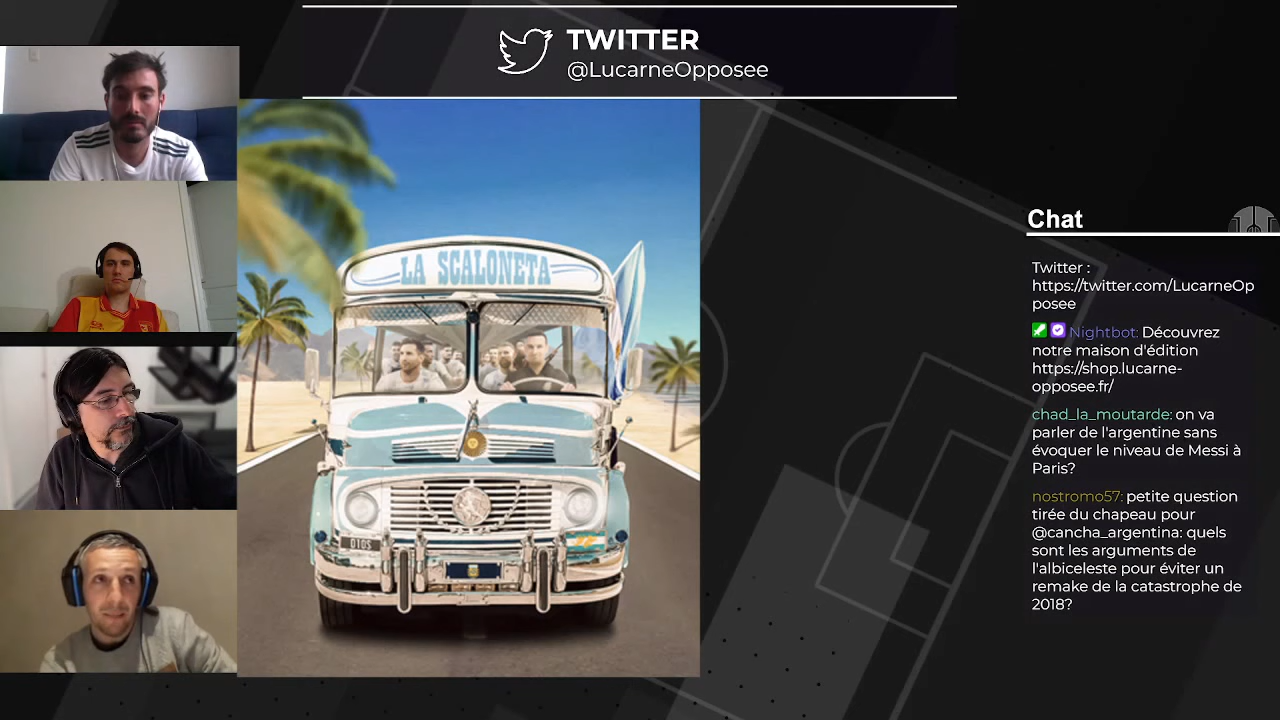 TWITTER
@LucarneOpposee
LA SCALONETA
Chat
Twitter :
https://twitter.com/LucarneOp
posee
Nightbot: Découvrez
notre maison d'édition
https://shop.lucarne-
opposee.fr/
chad_la_moutarde: on va
parler de l'argentine sans
évoquer le niveau de Messi à
Paris?
nostromo57: petite question
tirée du chapeau pour
@cancha_argentina: quels
sont les arguments de
l'albiceleste pour éviter un
remake de la catastrophe de
2018?